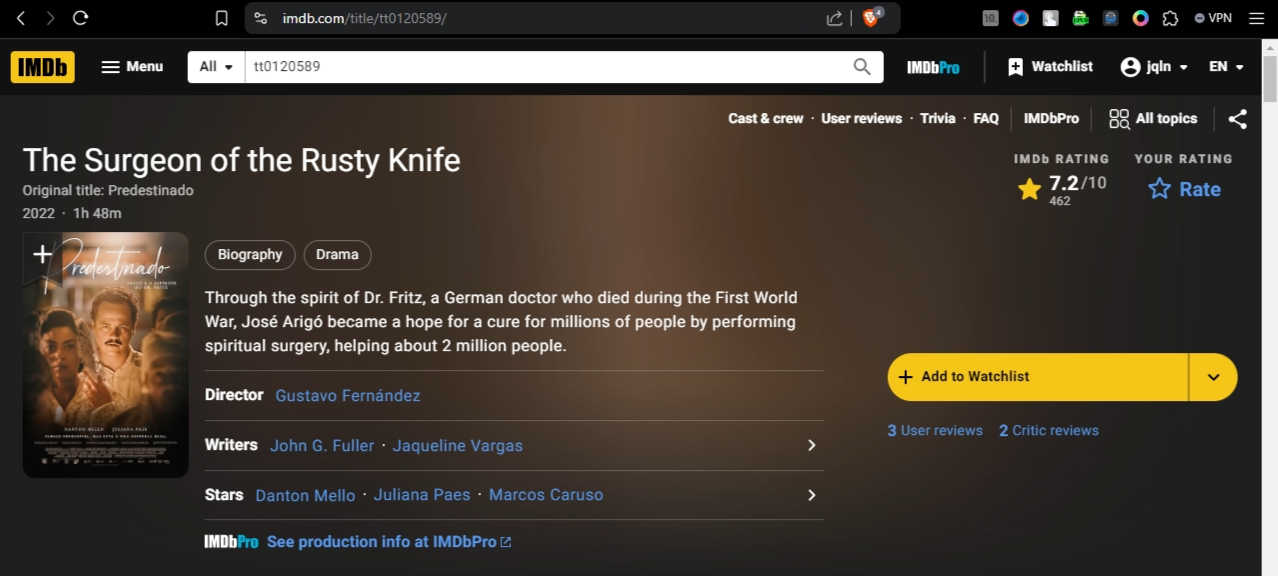 imdb.com/title/tt0120589/
4
10.
VPN
IMDb
Menu
All
tt0120589
IMDbPro
Watchlist
jqln
EN
Cast & crew · User reviews · Trivia · FAQ
IMDbPro
All topics
The Surgeon of the Rusty Knife
Original title: Predestinado
2022 · 1h 48m
IMDb RATING
7.2/10
462
YOUR RATING
Rate
Predestinado
DANTON MELLO JULIANA PAES
Biography
Drama
Through the spirit of Dr. Fritz, a German doctor who died during the First World
War, José Arigó became a hope for a cure for millions of people by performing
spiritual surgery, helping about 2 million people.
Director Gustavo Fernández
Writers John G. Fuller · Jaqueline Vargas
Stars Danton Mello · Juliana Paes · Marcos Caruso
IMDbPro See production info at IMDbPro
+ Add to Watchlist
3 User reviews 2 Critic reviews